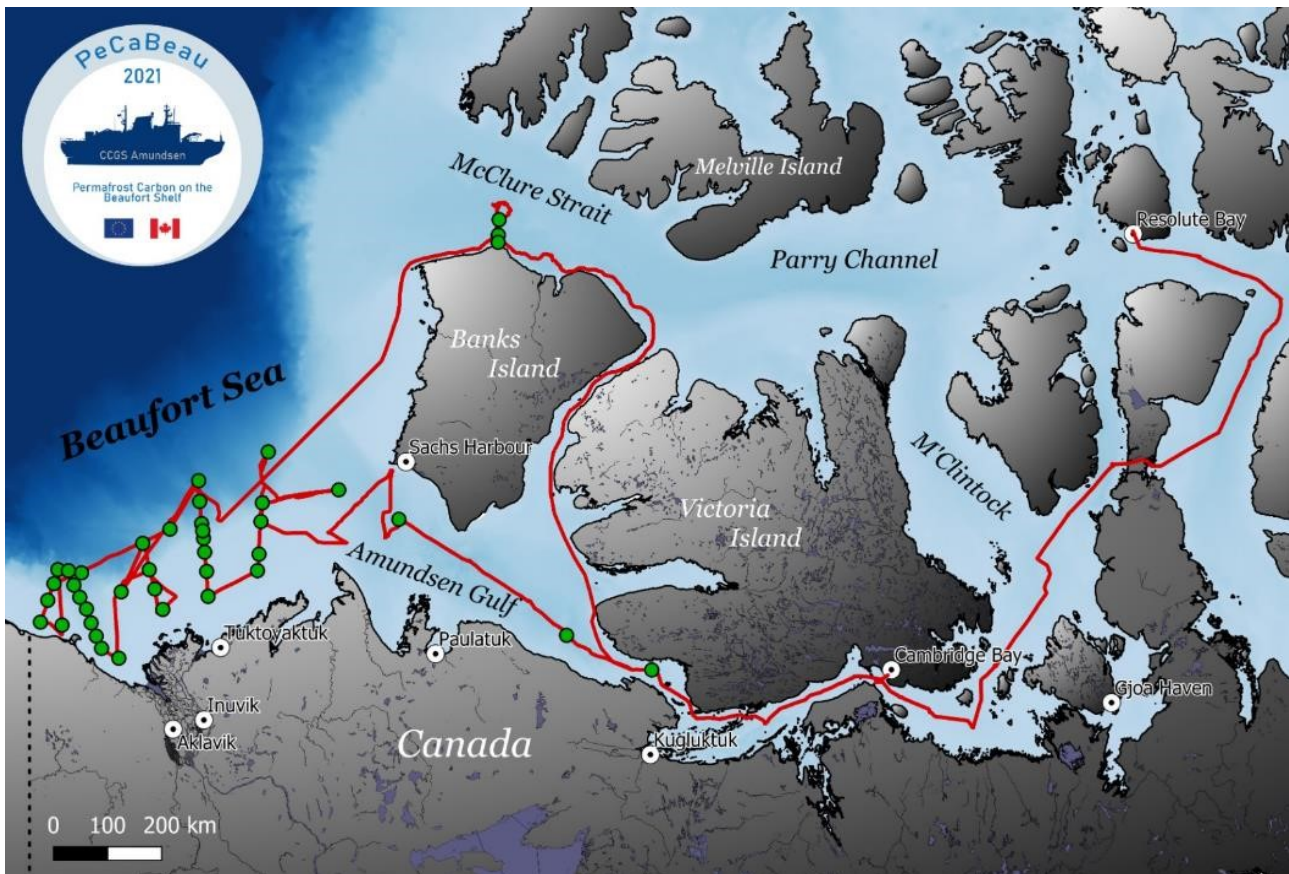 PeCaBeau
2021
CCGS Amundsen
Permafrost Carbon on the
Beaufort Shelf
McClure Strait
Melville Island
Resolute Bay
Parry Channel
Banks
Island
Beaufort Sea
Sachs Harbour
M'Clintock
Victoria
Island
Amundsen Gulf
Tuktoyaktuk
Paulatuk
Cambridge Bay
Gjoa Haven
Inuvik
Aklavik
Canada
Kugluktuk
0 100 200 km